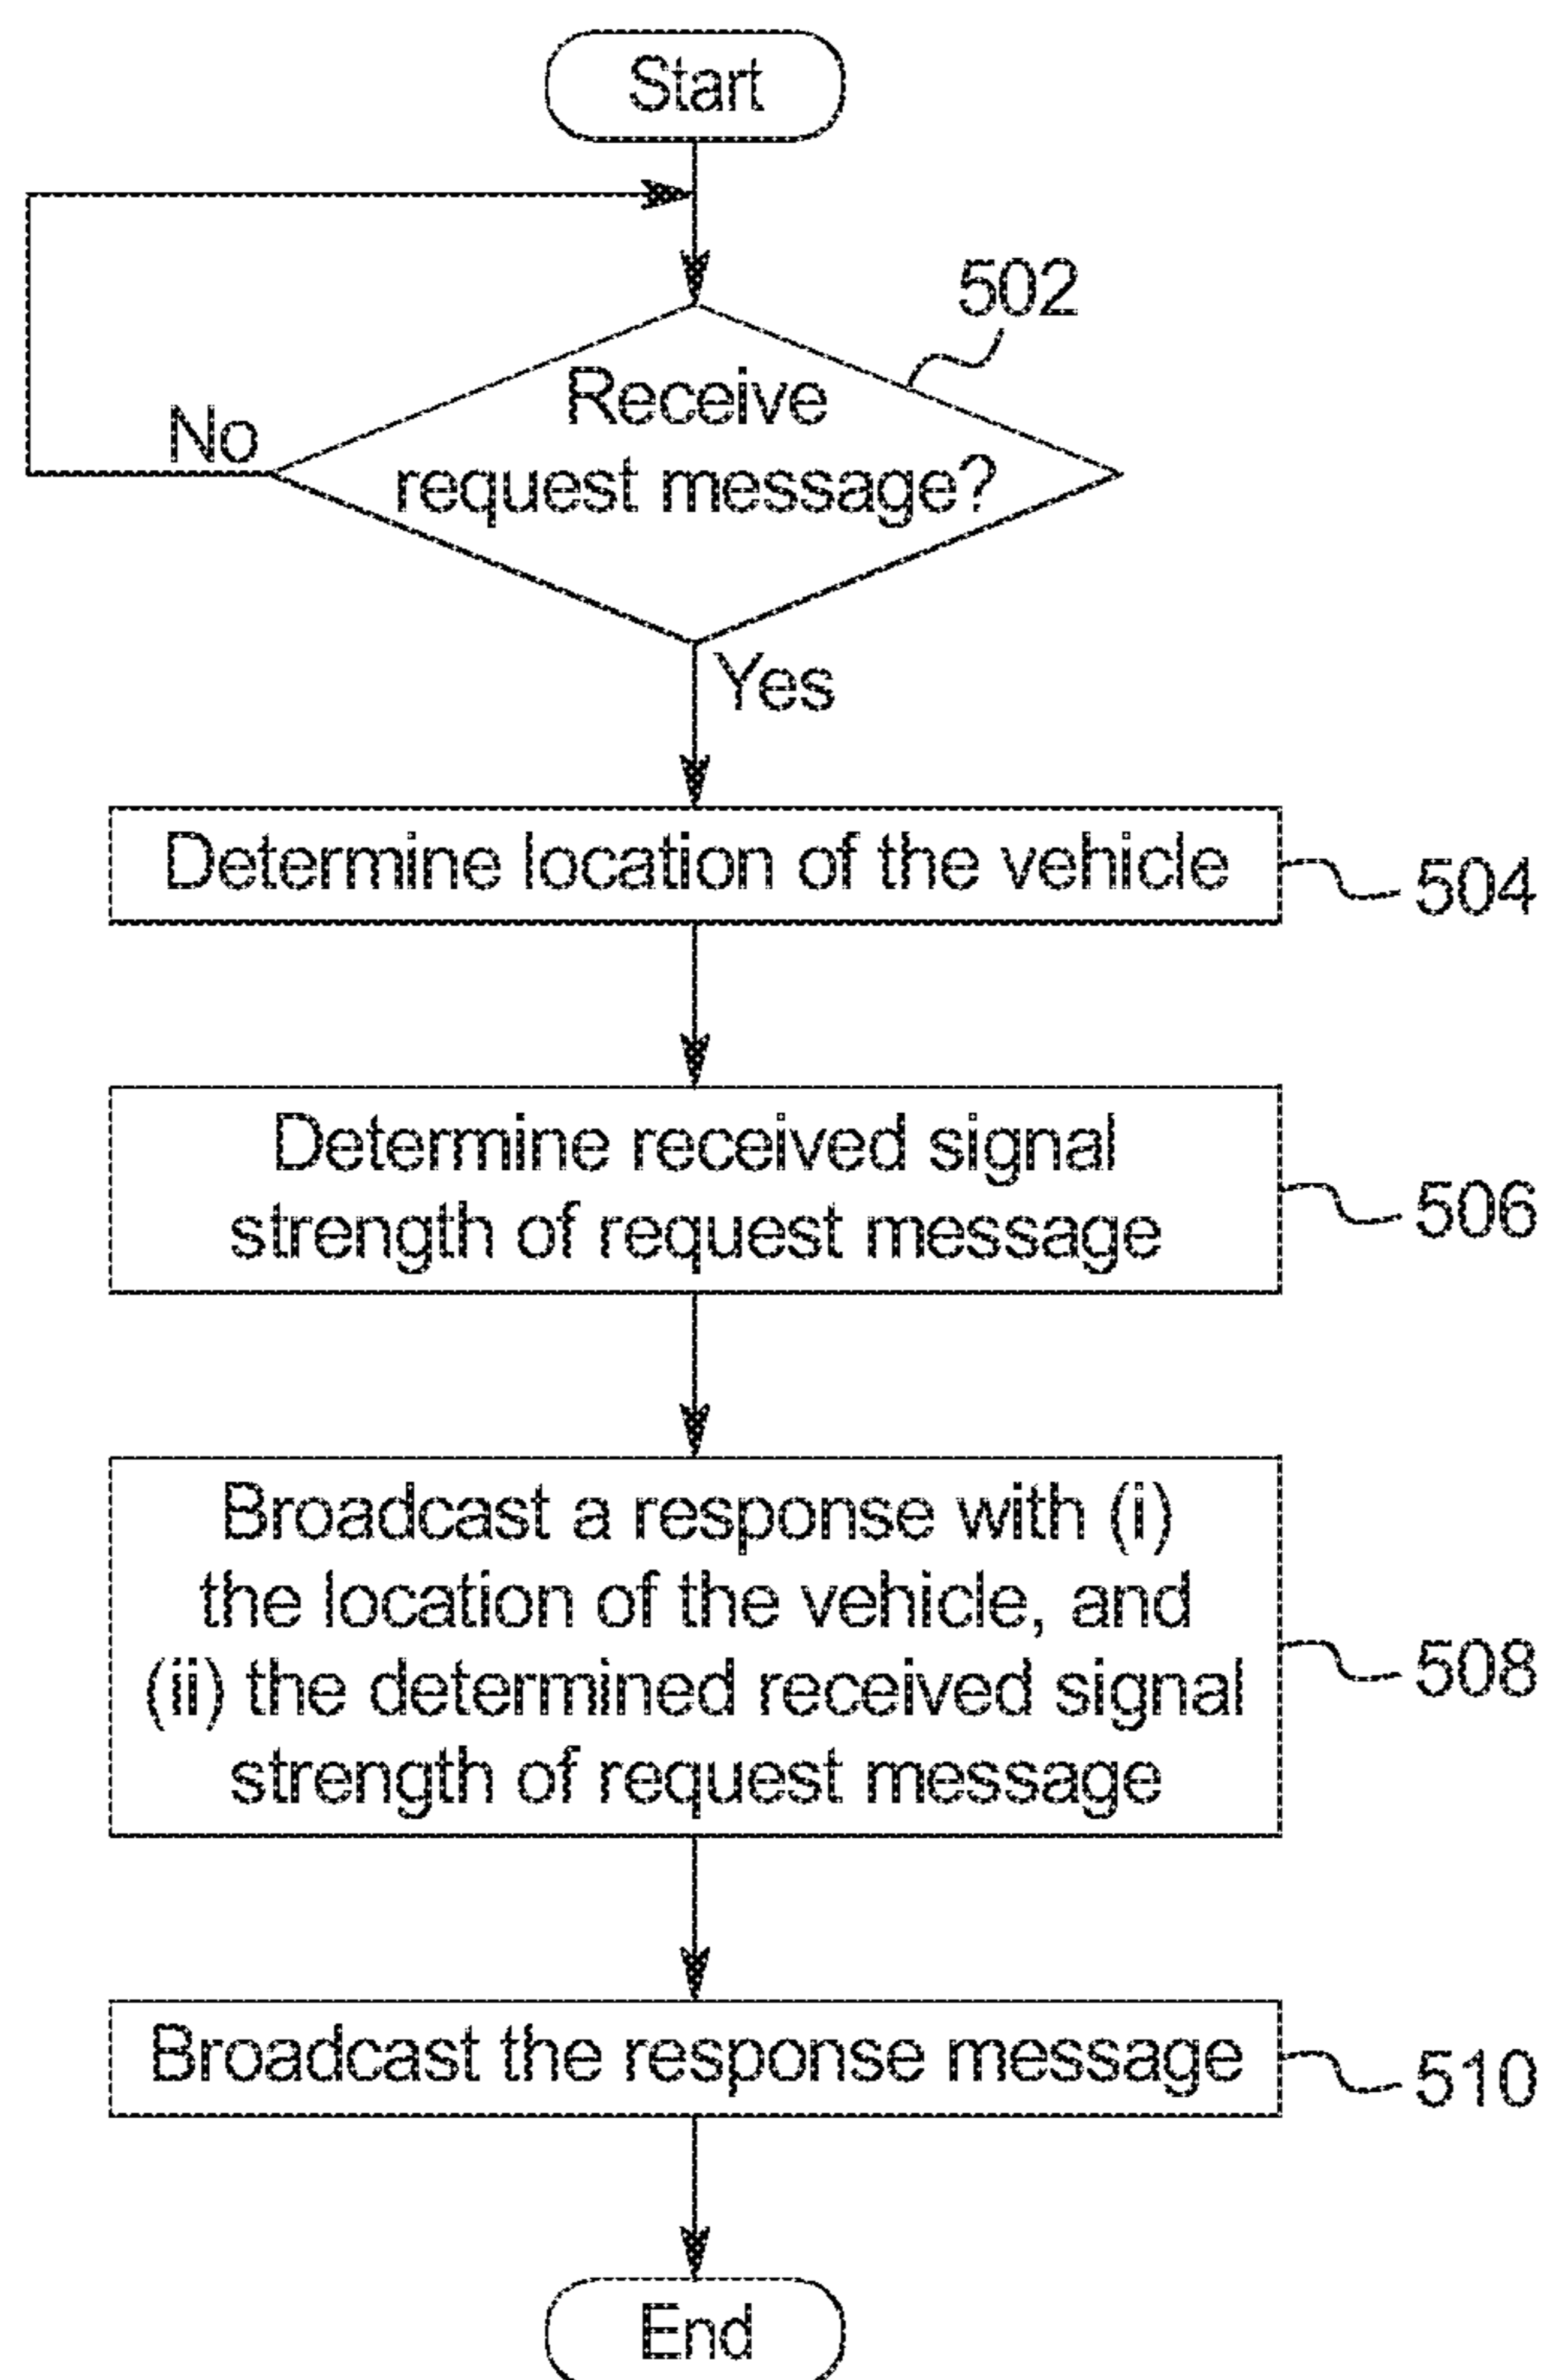 Start
502
Receive
request message?
No
Yes
Determine location of the vehicle
504
Determine received signal
strength of request message
506
Broadcast a response with (i)
the location of the vehicle, and
(ii) the determined received signal
strength of request message
508
Broadcast the response message
510
End